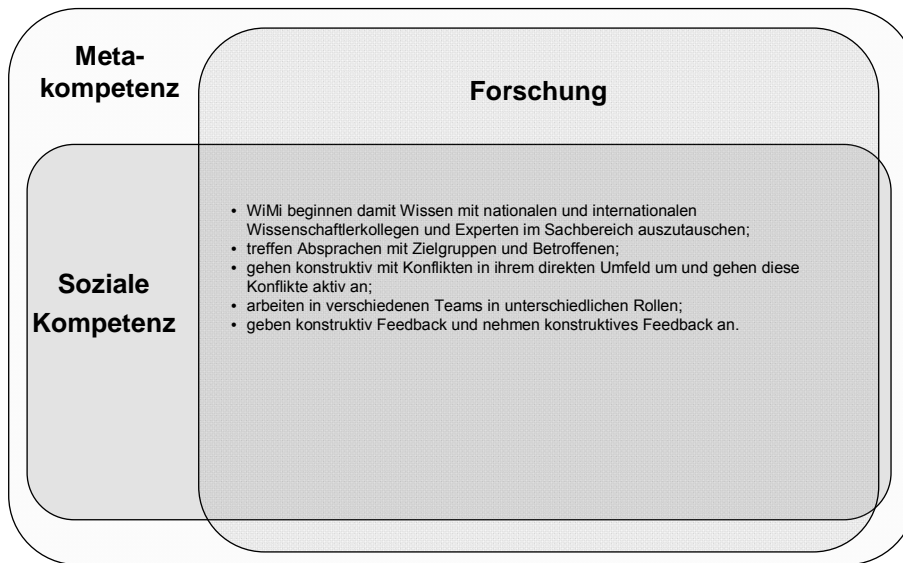 Meta-
kompetenz
Forschung
Soziale
Kompetenz
• WiMi beginnen damit Wissen mit nationalen und internationalen
Wissenschaftlerkollegen und Experten im Sachbereich auszutauschen;
• treffen Absprachen mit Zielgruppen und Betroffenen;
• gehen konstruktiv mit Konflikten in ihrem direkten Umfeld um und gehen diese
Konflikte aktiv an;
• arbeiten in verschiedenen Teams in unterschiedlichen Rollen;
• geben konstruktiv Feedback und nehmen konstruktives Feedback an.